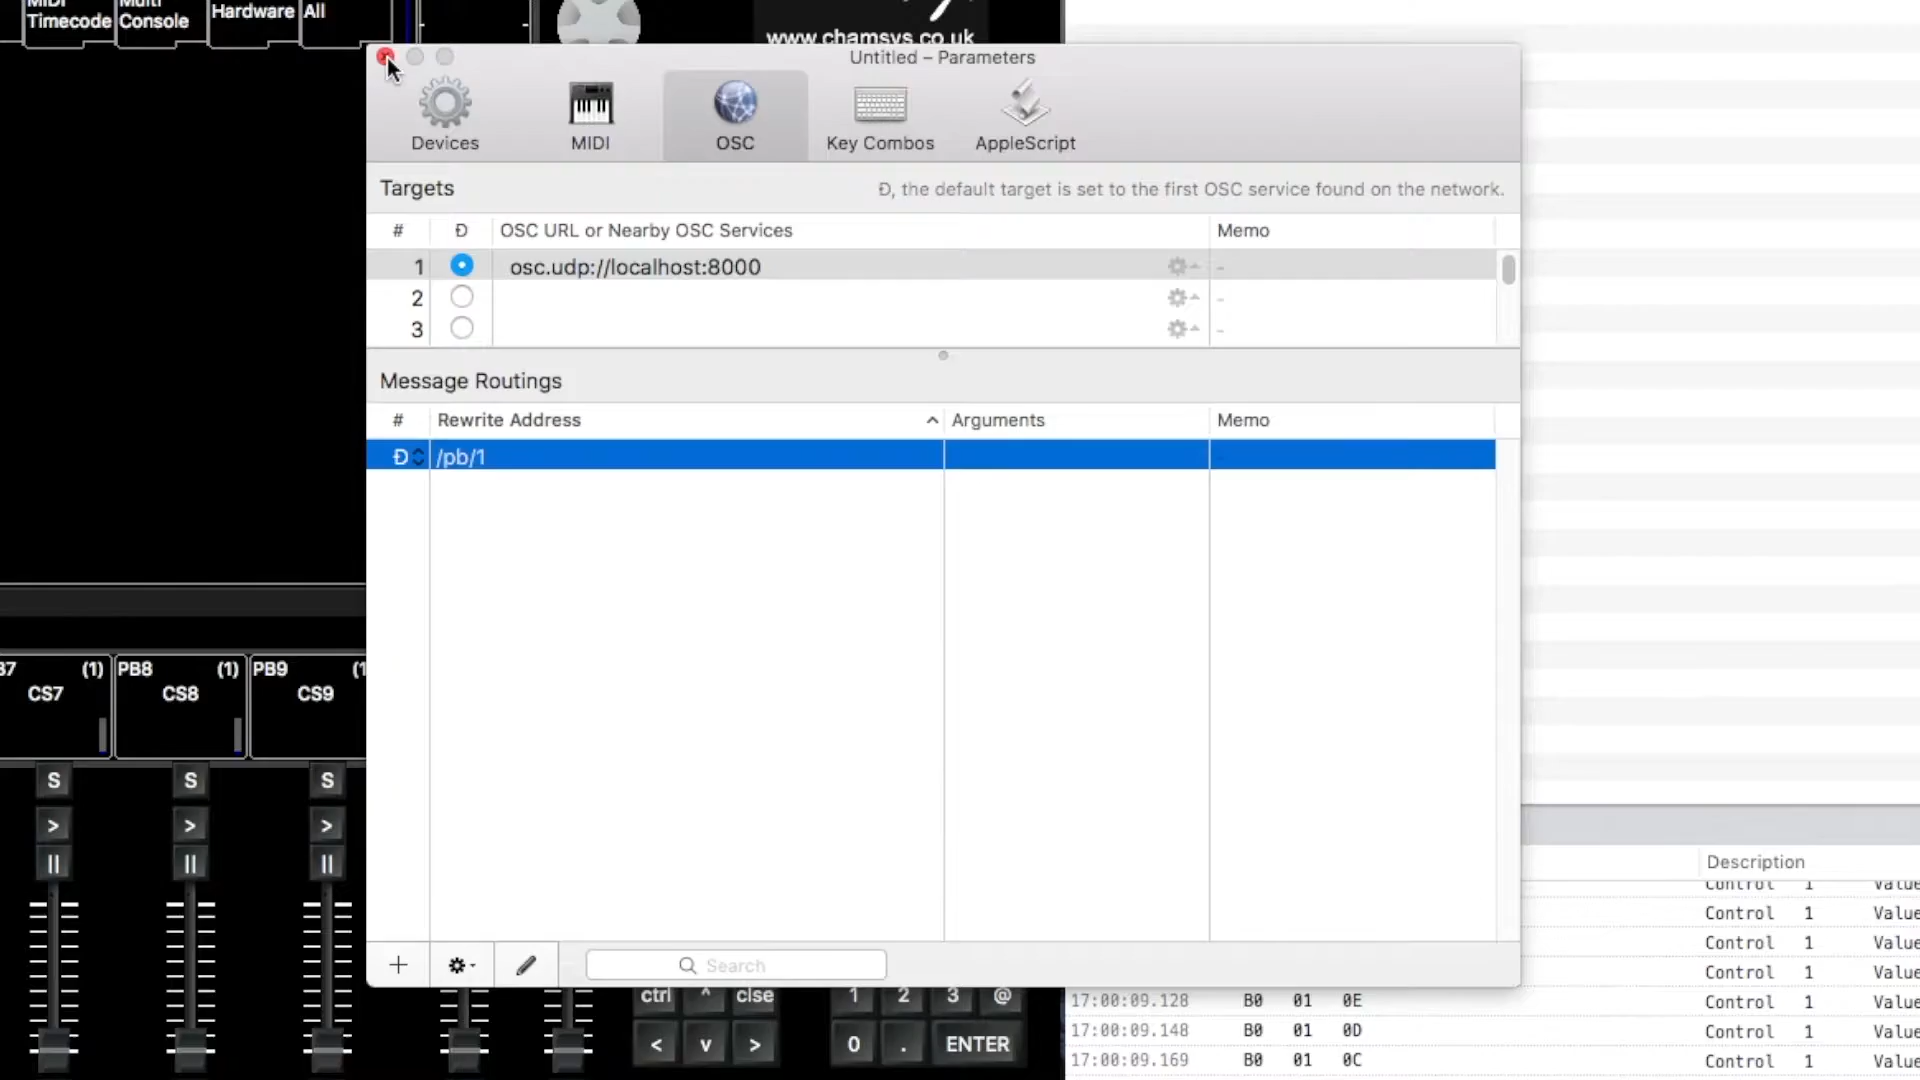 MIDI
Timecode
Multi
Console
Hardware
All
www.chamsys.co.uk
Untitled – Parameters
Devices
MIDI
OSC
Key Combos
AppleScript
Targets
Đ, the default target is set to the first OSC service found on the network.
# Đ OSC URL or Nearby OSC Services Memo
1 osc.udp://localhost:8000 -
2 -
3 -
Message Routings
# Rewrite Address Arguments Memo
Đ /pb/1
Search
(1)
CS7
PB8 (1)
CS8
PB9
CS9
S S S
> > >
ctrl ^ 1 2 3 @
< v > 0 . ENTER
Description
Control 1 Value
Control 1 Value
Control 1 Value
Control 1 Value
17:00:09.128 B0 01 0E Control 1 Value
17:00:09.148 B0 01 0D Control 1 Value
17:00:09.169 B0 01 0C Control 1 Value